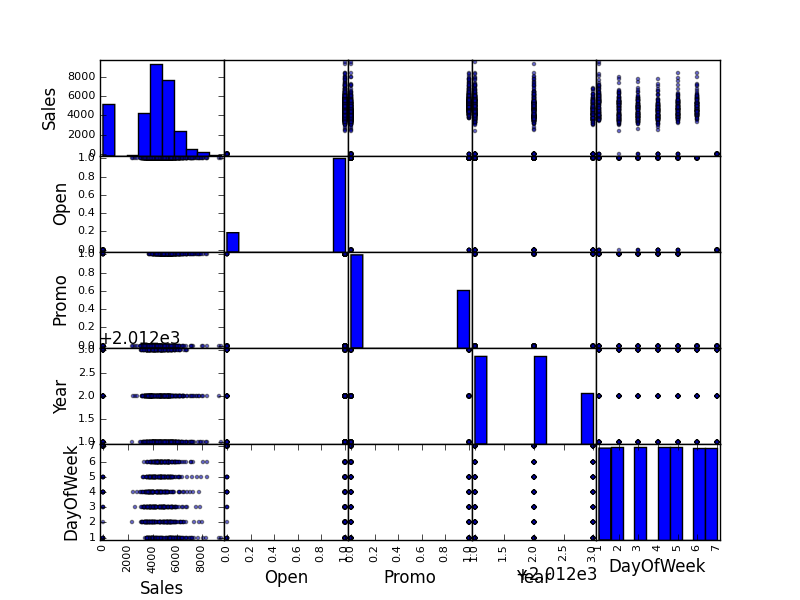 Sales
8000
6000
4000
2000
0
Open
1.0
0.8
0.6
0.4
0.2
0.0
Promo
1.0
0.8
0.6
0.4
0.2
0.0
+2.012e3
Year
3.0
2.5
2.0
1.5
1.0
DayOfWeek
7
6
5
4
3
2
1
0 2000 4000 6000 8000
0.0 0.2 0.4 0.6 0.8 1.0
0.0 0.2 0.4 0.6 0.8 1.0
1.0 1.5 2.0 2.5 3.0
1 2 3 4 5 6 7
Sales Open Promo Year +2.012e3 DayOfWeek